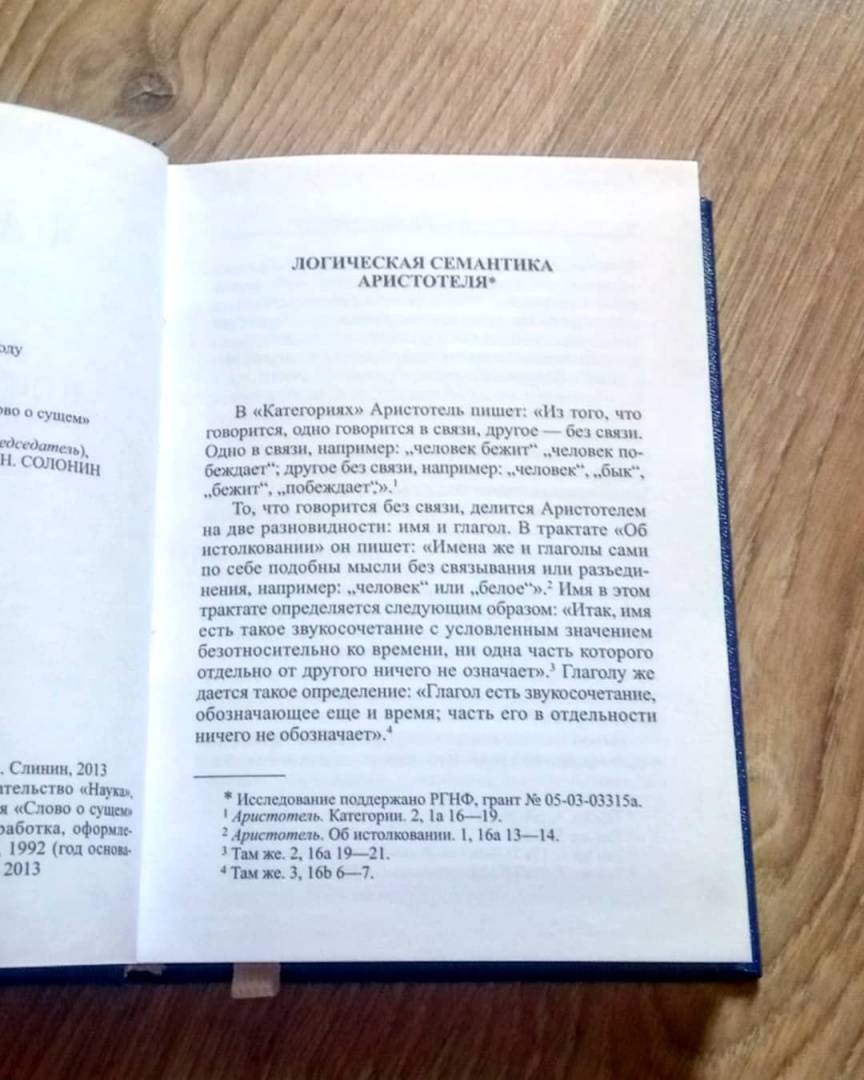 оду
ово о сущем»
едседатель),
Н. СОЛОНИН
. Слинин, 2013
ательство «Наука»,
я «Слово о сущем»
работка, оформле-
, 1992 (год основа-
2013
ЛОГИЧЕСКАЯ СЕМАНТИКА
АРИСТОТЕЛЯ*
В «Категориях» Аристотель пишет: «Из того, что
говорится, одно говорится в связи, другое — без связи.
Одно в связи, например: „человек бежит“ „человек по-
беждает“; другое без связи, например: „человек“, „бык“,
„бежит“, „побеждает“;».¹
То, что говорится без связи, делится Аристотелем
на две разновидности: имя и глагол. В трактате «Об
истолковании» он пишет: «Имена же и глаголы сами
по себе подобны мысли без связывания или разъеди-
нения, например: „человек“ или „белое“».² Имя в этом
трактате определяется следующим образом: «Итак, имя
есть такое звукосочетание с условленным значением
безотносительно ко времени, ни одна часть которого
отдельно от другого ничего не означает».³ Глаголу же
дается такое определение: «Глагол есть звукосочетание,
обозначающее еще и время; часть его в отдельности
ничего не обозначает».⁴
* Исследование поддержано РГНФ, грант № 05-03-03315а.
¹ Аристотель. Категории. 2, 1a 16—19.
² Аристотель. Об истолковании. 1, 16a 13—14.
³ Там же. 2, 16a 19—21.
⁴ Там же. 3, 16b 6—7.